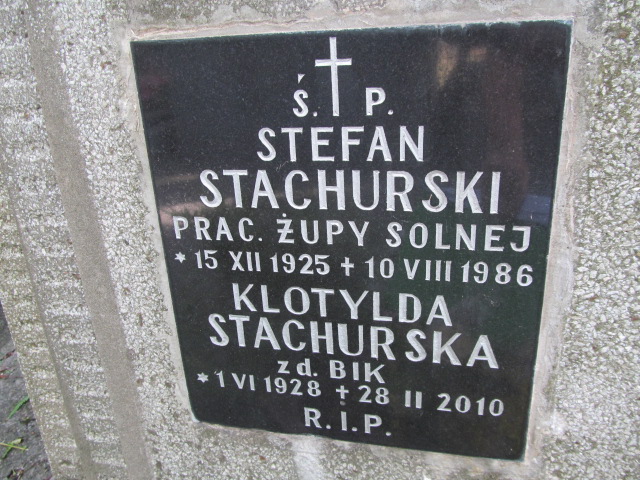 Ś. P.
STEFAN
STACHURSKI
PRAC. ŻUPY SOLNEJ
* 15 XII 1925 + 10 VIII 1986
KLOTYLDA
STACHURSKA
zd. BIK
* 1 VI 1928 + 28 II 2010
R.I.P.